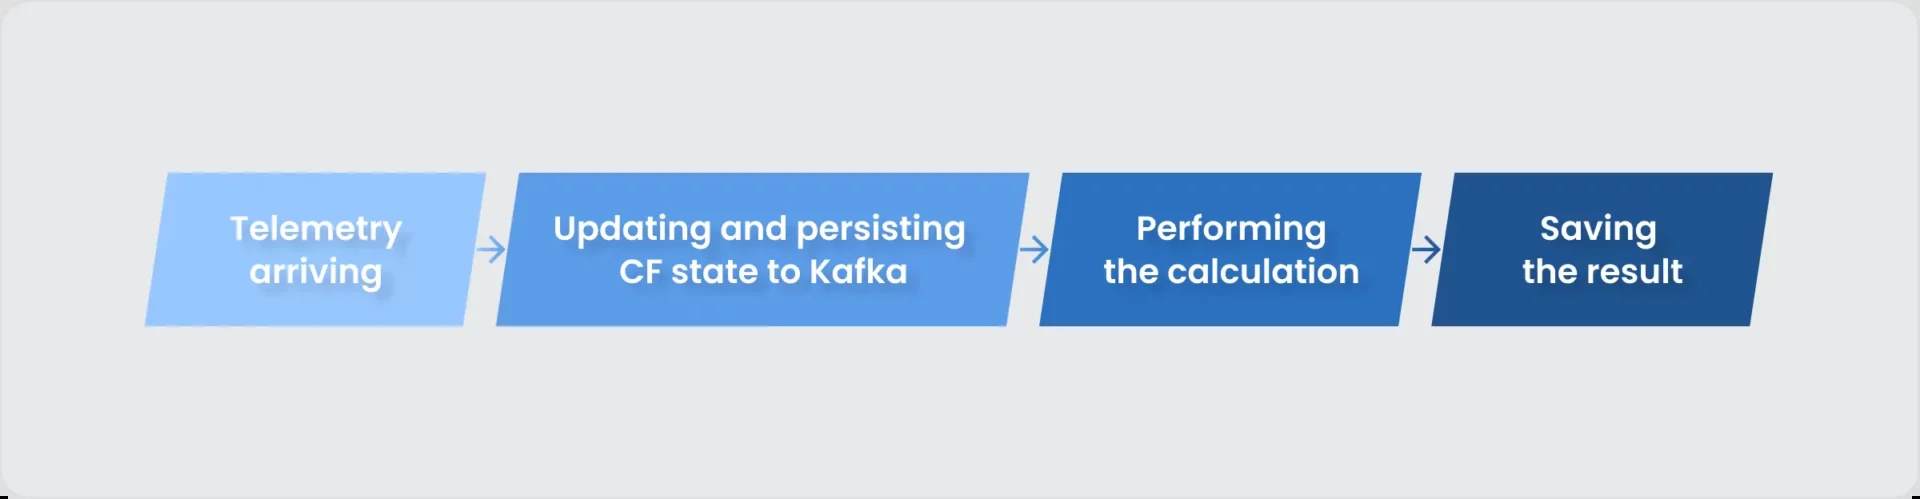 Telemetry
arriving
Updating and persisting
CF state to Kafka
Performing
the calculation
Saving
the result